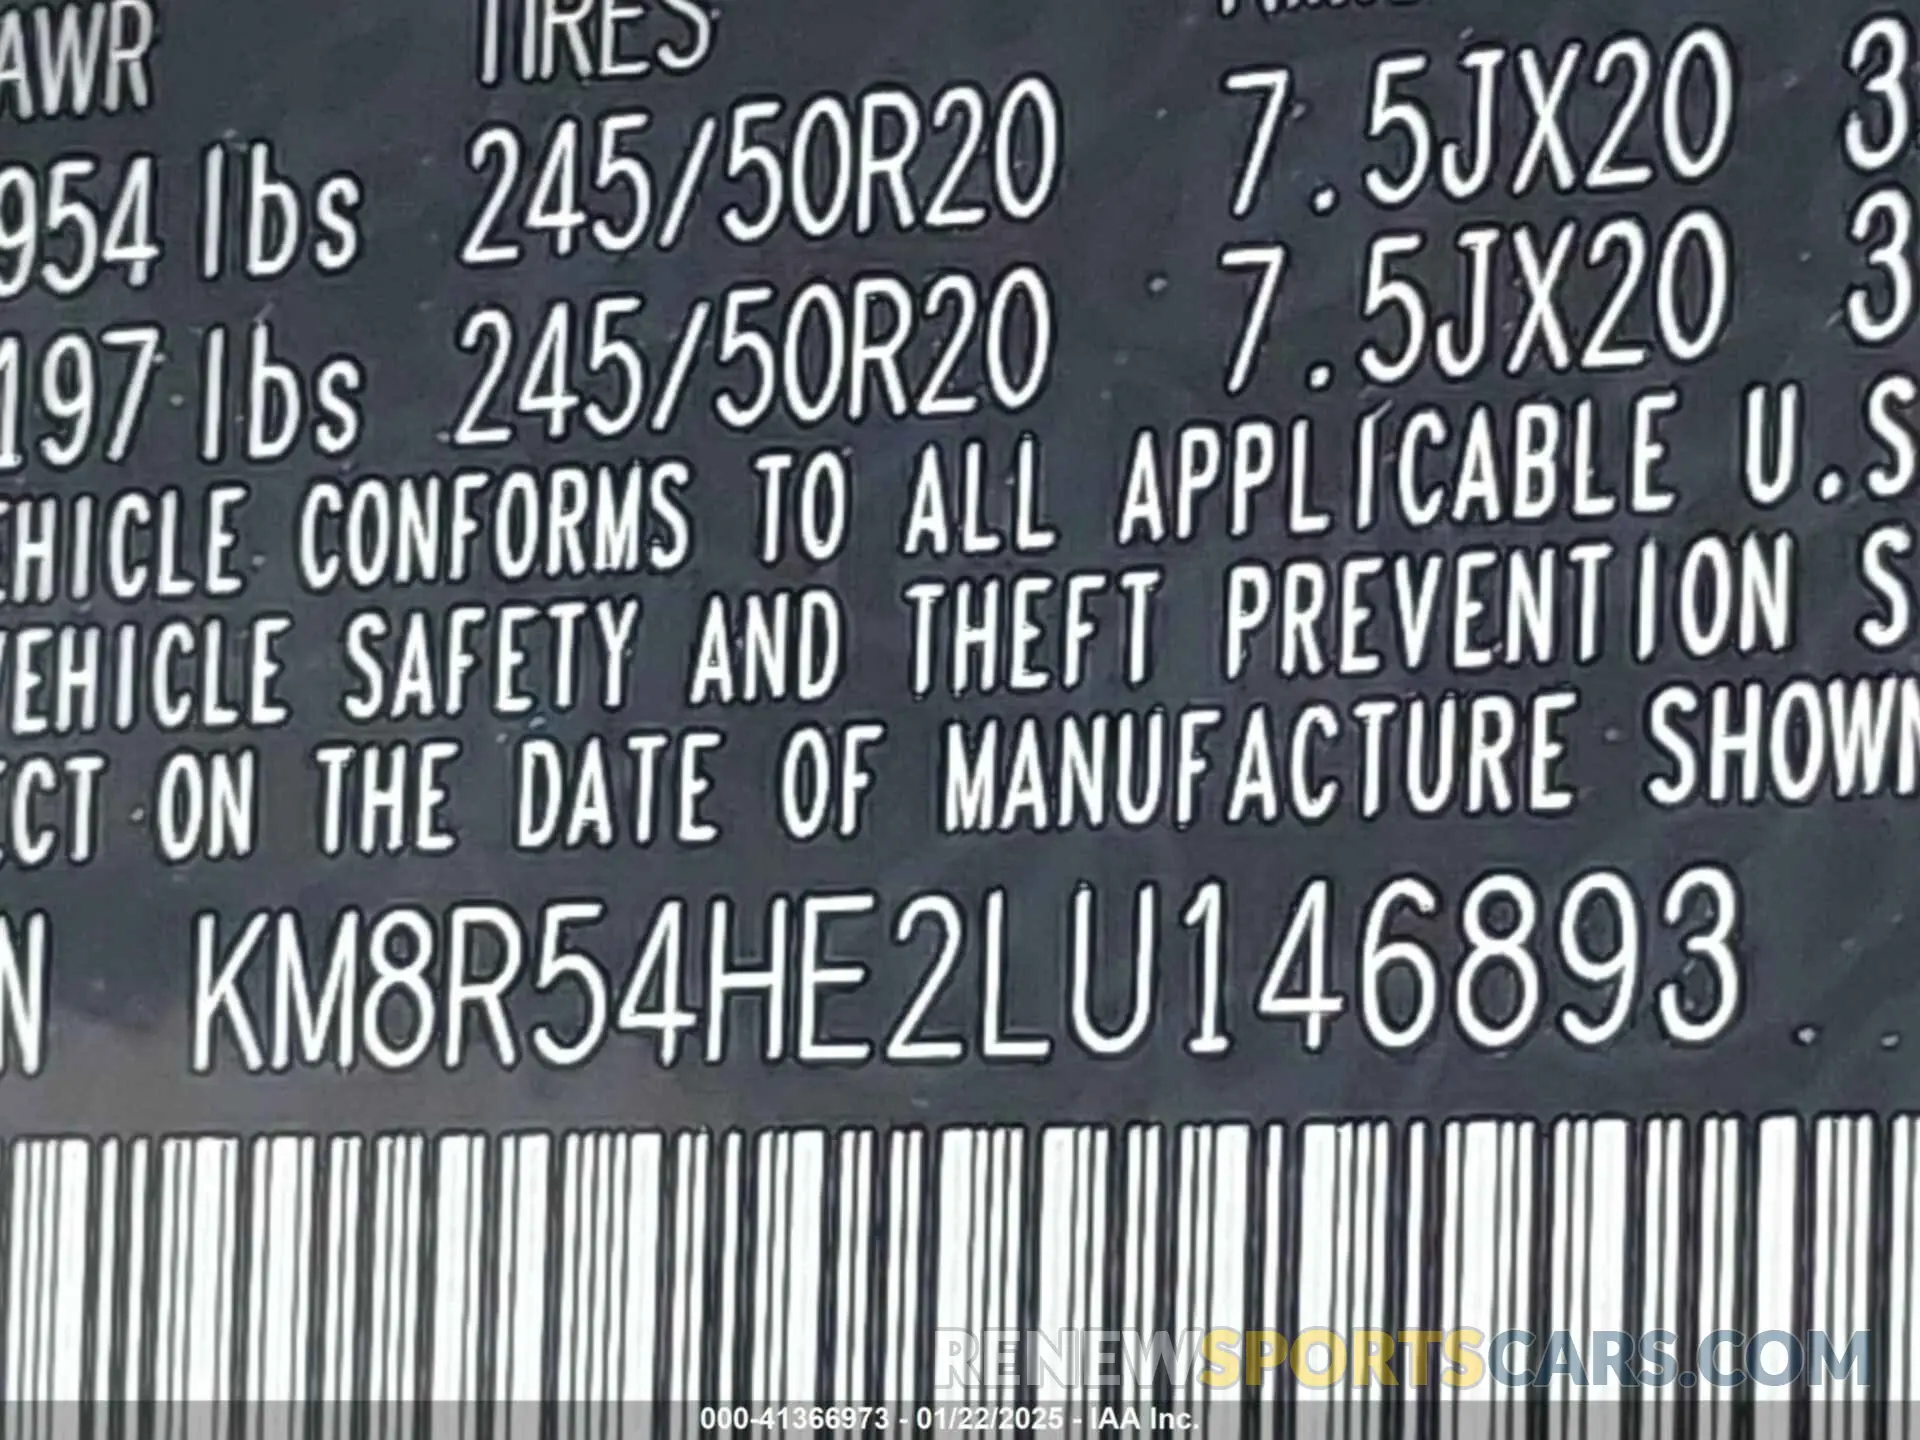 AWR TIRES
954 lbs 245/50R20 7.5JX20 3
197 lbs 245/50R20 7.5JX20 3
EHICLE CONFORMS TO ALL APPLICABLE U.S
VEHICLE SAFETY AND THEFT PREVENTION S
ECT ON THE DATE OF MANUFACTURE SHOWN
N KM8R54HE2LU146893
RENEWSPORTSCARS.COM
000-41366973 - 01/22/2025 - IAA Inc.